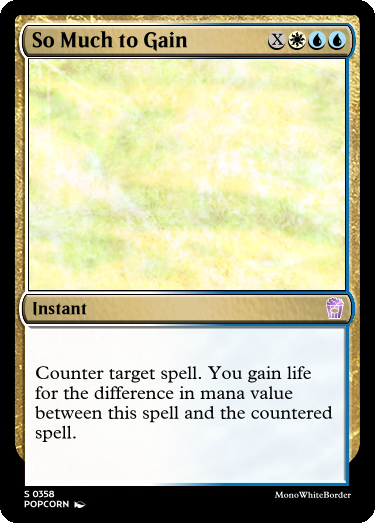 So Much to Gain X
Instant
Counter target spell. You gain life
for the difference in mana value
between this spell and the countered
spell.
S 0358
POPCORN
MonoWhiteBorder